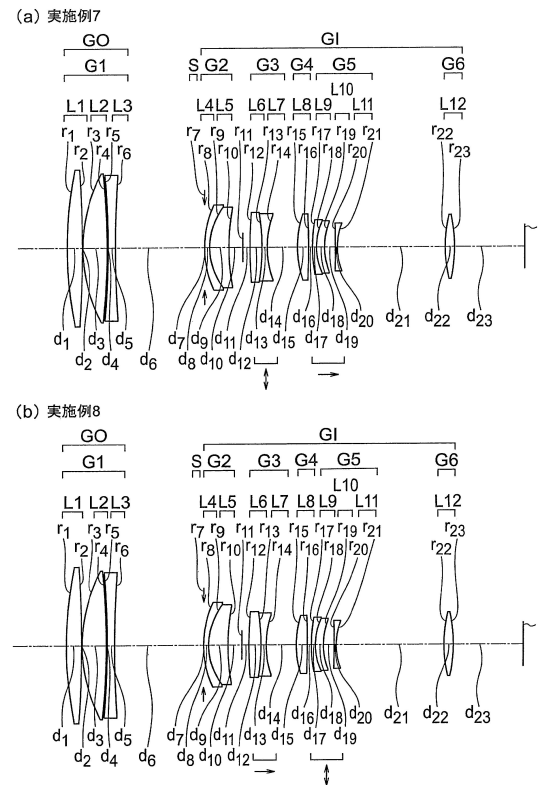 (a) 実施例7
GO GI
G1 S G2 G3 G4 G5 G6
L10
L1 L2 L3 L4 L5 L6 L7 L8 L9 L11 L12
r1 r3 r5 r7 r9 r11 r13 r15 r17 r19 r21 r22
r2 r4 r6 r8 r10 r12 r14 r16 r18 r20 r23
d14 d16 d18 d20 d21 d22 d23
d1 d3 d5 d7 d9 d11 d13 d15 d17 d19
d2 d4 d6 d8 d10 d12
(b) 実施例8
GO GI
G1 S G2 G3 G4 G5 G6
L10
L1 L2 L3 L4 L5 L6 L7 L8 L9 L11 L12
r1 r3 r5 r7 r9 r11 r13 r15 r17 r19 r21 r23
r2 r4 r6 r8 r10 r12 r14 r16 r18 r20 r22
d14 d16 d18 d20 d21 d22 d23
d1 d3 d5 d7 d9 d11 d13 d15 d17 d19
d2 d4 d6 d8 d10 d12